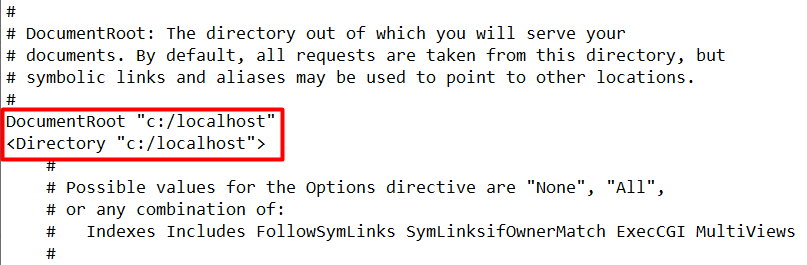 #
# DocumentRoot: The directory out of which you will serve your
# documents. By default, all requests are taken from this directory, but
# symbolic links and aliases may be used to point to other locations.
#
DocumentRoot "c:/localhost"
<Directory "c:/localhost">
    #
    # Possible values for the Options directive are "None", "All",
    # or any combination of:
    #   Indexes Includes FollowSymLinks SymLinksifOwnerMatch ExecCGI MultiViews
    #